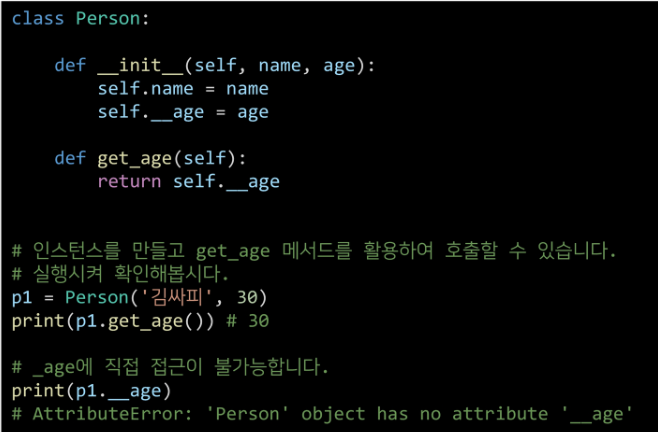 class Person:
def __init__(self, name, age):
self.name = name
self.__age = age
def get_age(self):
return self.__age
# 인스턴스를 만들고 get_age 메서드를 활용하여 호출할 수 있습니다.
# 실행시켜 확인해봅시다.
p1 = Person('김싸피', 30)
print(p1.get_age()) # 30
# _age에 직접 접근이 불가능합니다.
print(p1.__age)
# AttributeError: 'Person' object has no attribute '__age'